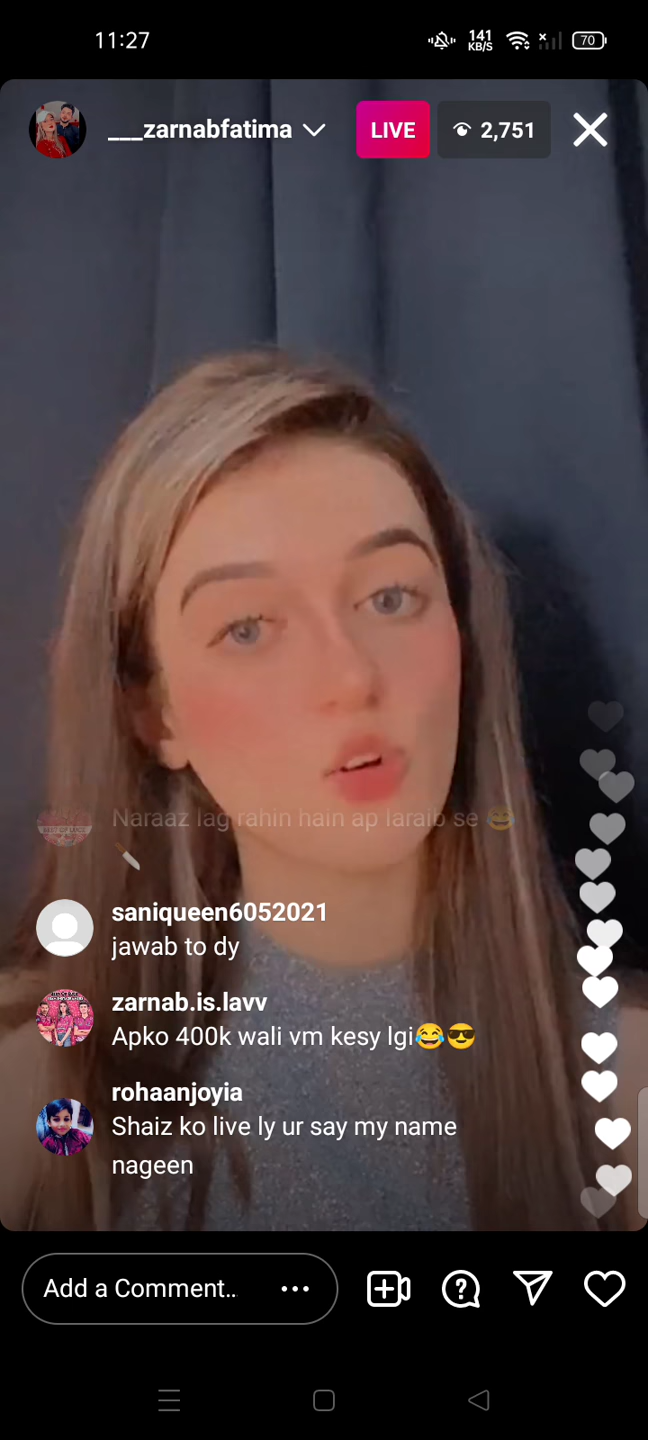 11:27
141
KB/S
70
___zarnabfatima
LIVE
2,751
Naraaz lag rahin hain ap laraib se 😄
🔪
saniqueen6052021
jawab to dy
zarnab.is.lavv
Apko 400k wali vm kesy lgi😂😎
rohaanjoyia
Shaiz ko live ly ur say my name
nageen
Add a Comment..